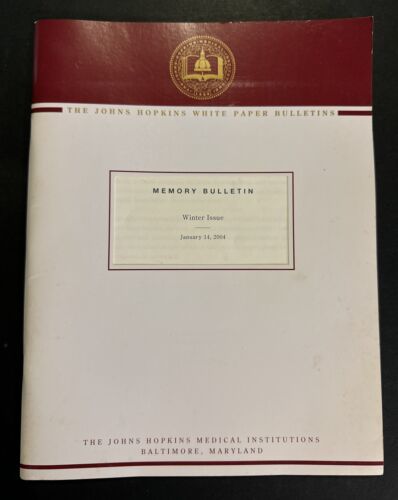 THE JOHNS HOPKINS WHITE PAPER BULLETINS
MEMORY BULLETIN
Winter Issue
January 14, 2004
THE JOHNS HOPKINS MEDICAL INSTITUTIONS
BALTIMORE, MARYLAND